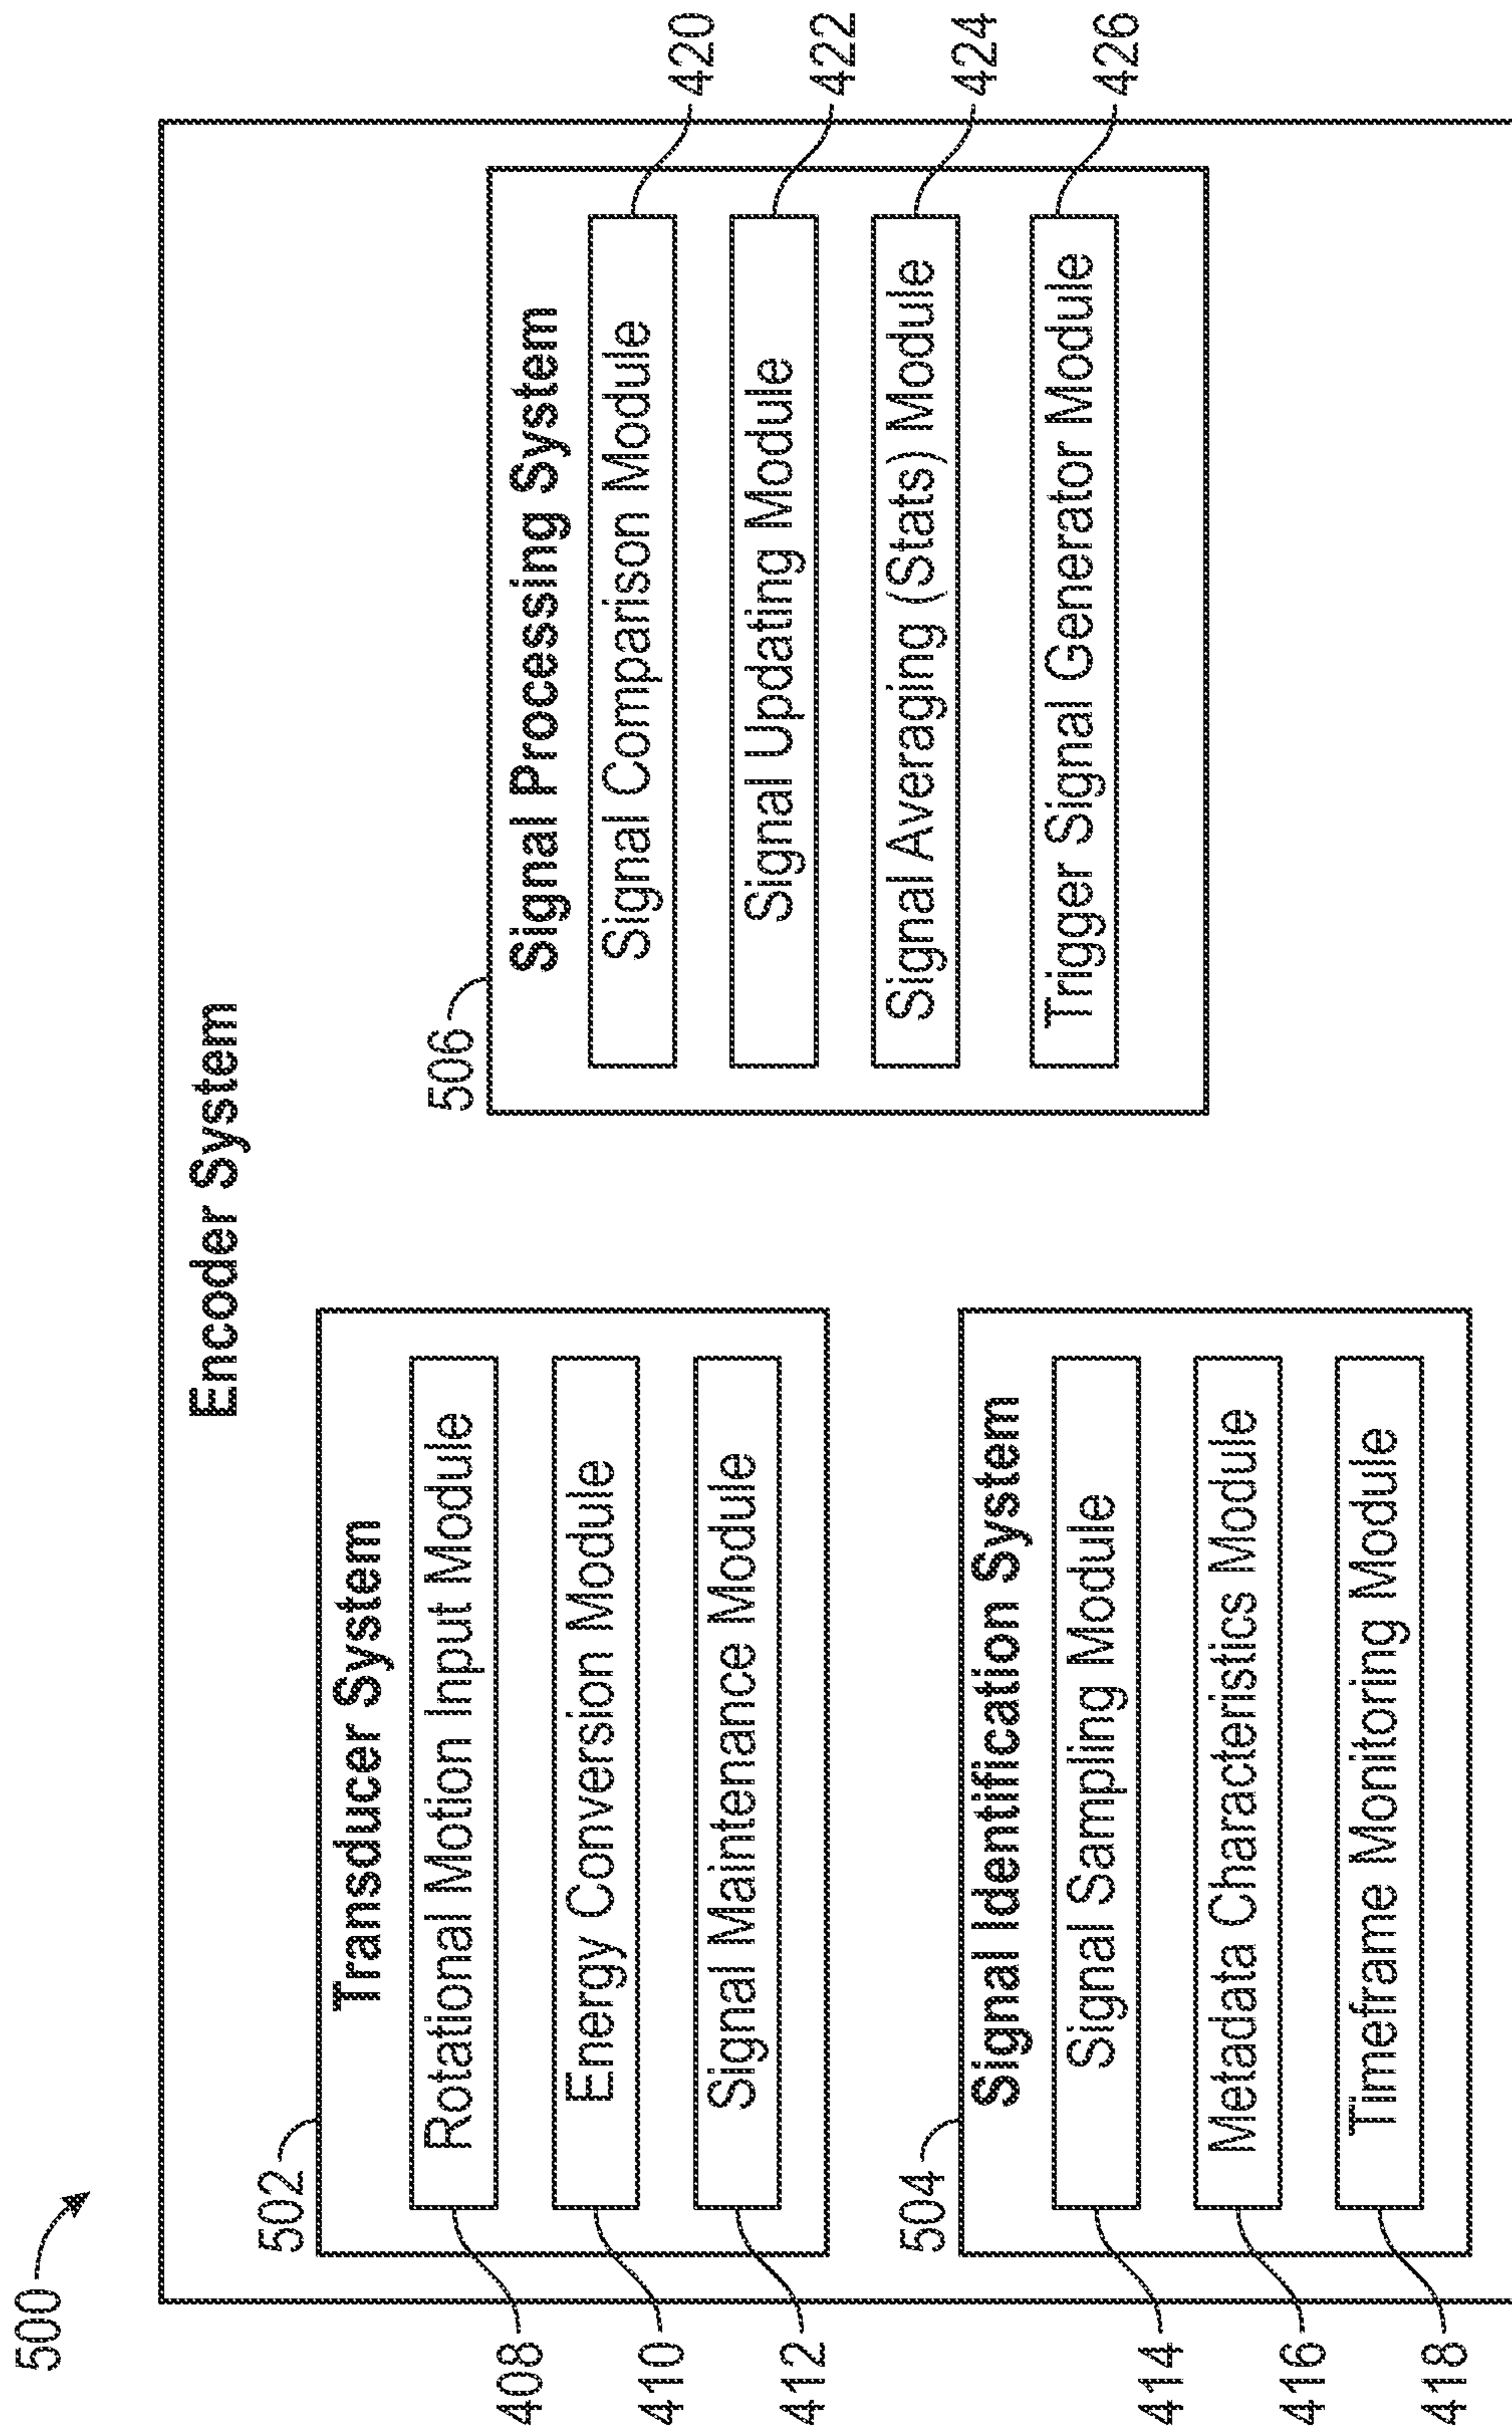 500
Encoder System
502
Transducer System
408
Rotational Motion Input Module
410
Energy Conversion Module
412
Signal Maintenance Module
504
Signal Identification System
414
Signal Sampling Module
416
Metadata Characteristics Module
418
Timeframe Monitoring Module
506
Signal Processing System
Signal Comparison Module
420
Signal Updating Module
422
Signal Averaging (Stats) Module
424
Trigger Signal Generator Module
426